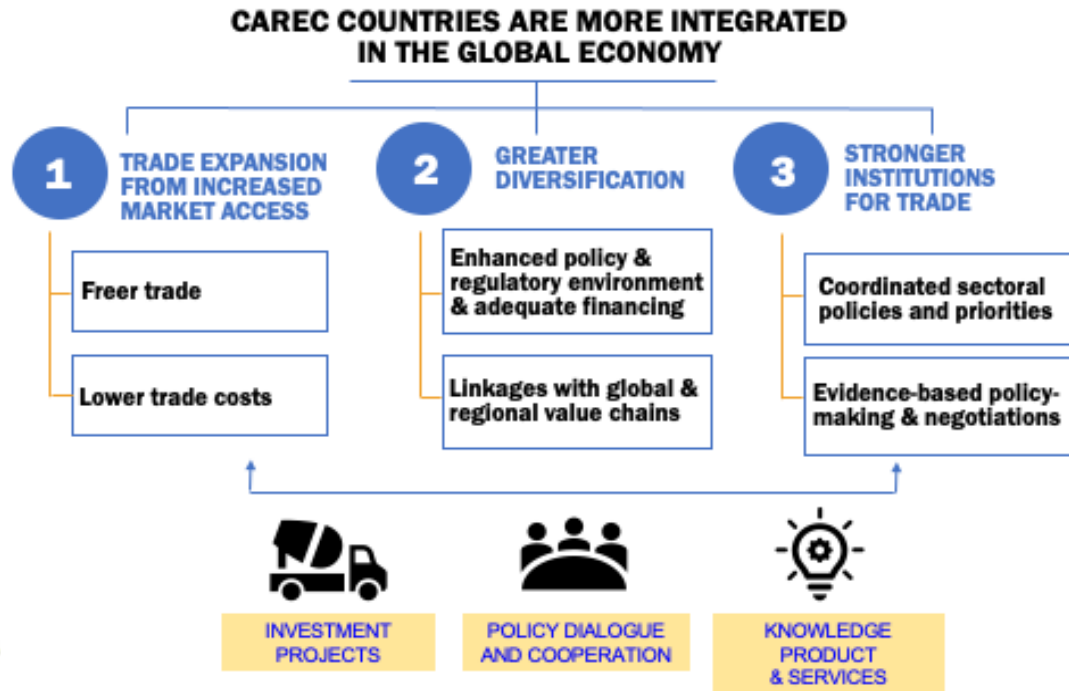 CAREC COUNTRIES ARE MORE INTEGRATED
IN THE GLOBAL ECONOMY
1
TRADE EXPANSION
FROM INCREASED
MARKET ACCESS
Freer trade
Lower trade costs
2
GREATER
DIVERSIFICATION
Enhanced policy &
regulatory environment
& adequate financing
Linkages with global &
regional value chains
3
STRONGER
INSTITUTIONS
FOR TRADE
Coordinated sectoral
policies and priorities
Evidence-based policy-
making & negotiations
INVESTMENT
PROJECTS
POLICY DIALOGUE
AND COOPERATION
KNOWLEDGE
PRODUCT
& SERVICES